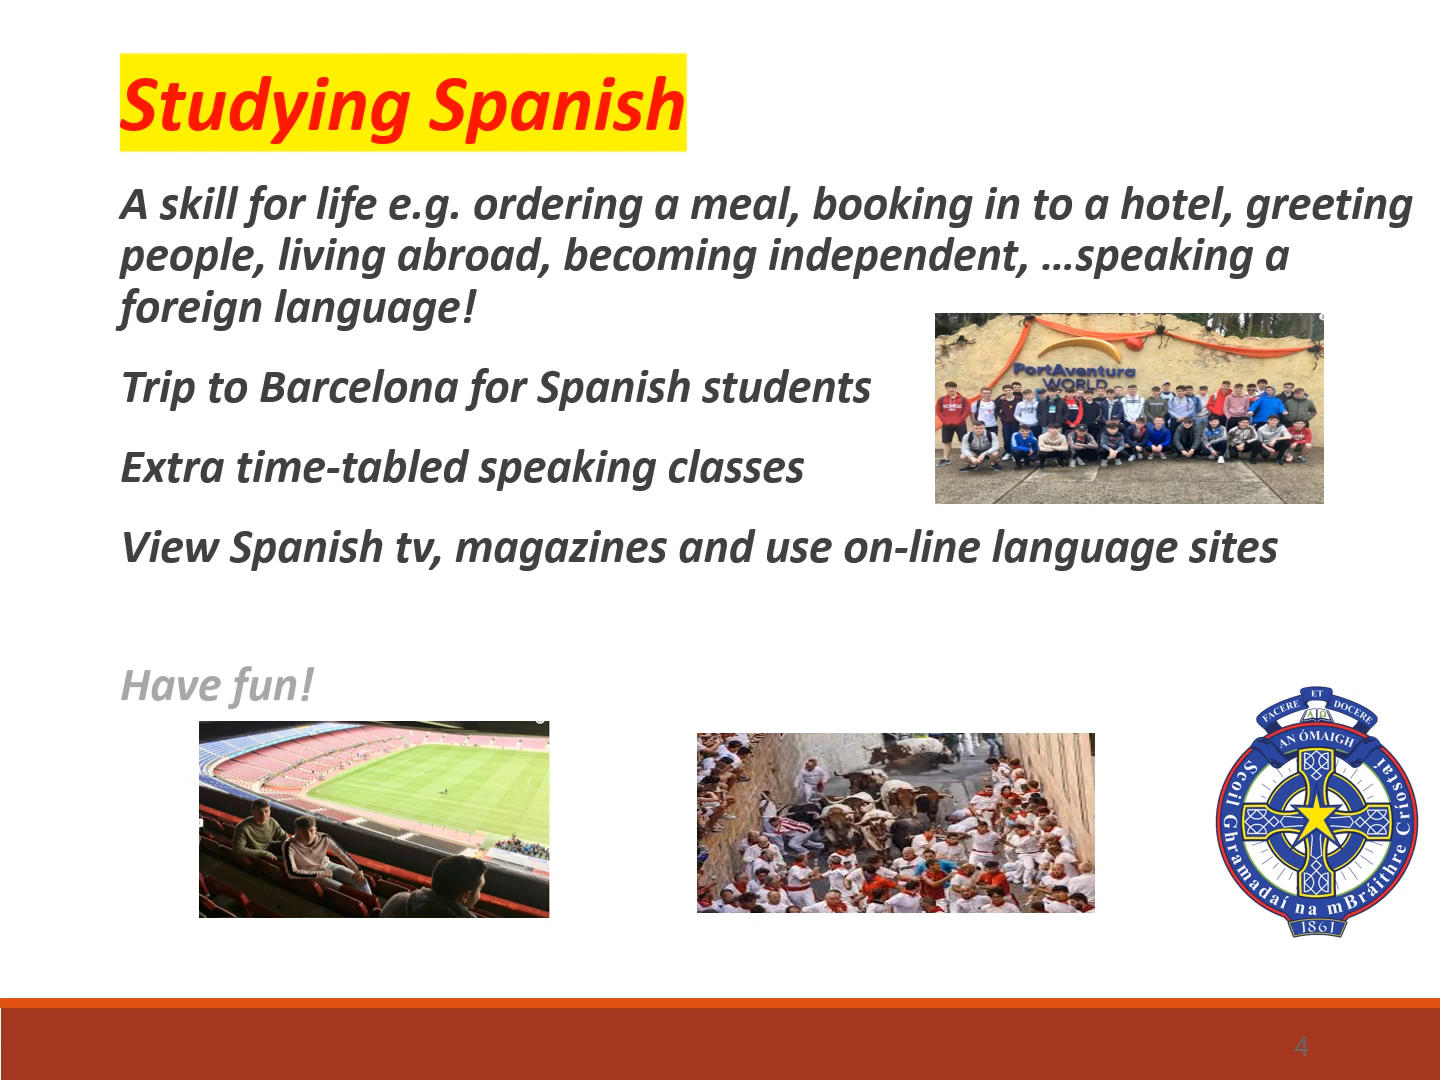 Studying Spanish
A skill for life e.g. ordering a meal, booking in to a hotel, greeting
people, living abroad, becoming independent, …speaking a
foreign language!
PortAventura
WORLD
Trip to Barcelona for Spanish students
Extra time-tabled speaking classes
View Spanish tv, magazines and use on-line language sites
Have fun!
FACERE ET DOCERE
AN ÓMAIGH
Scoil Ghramadaí na mBráithre Críostaí
1861
4